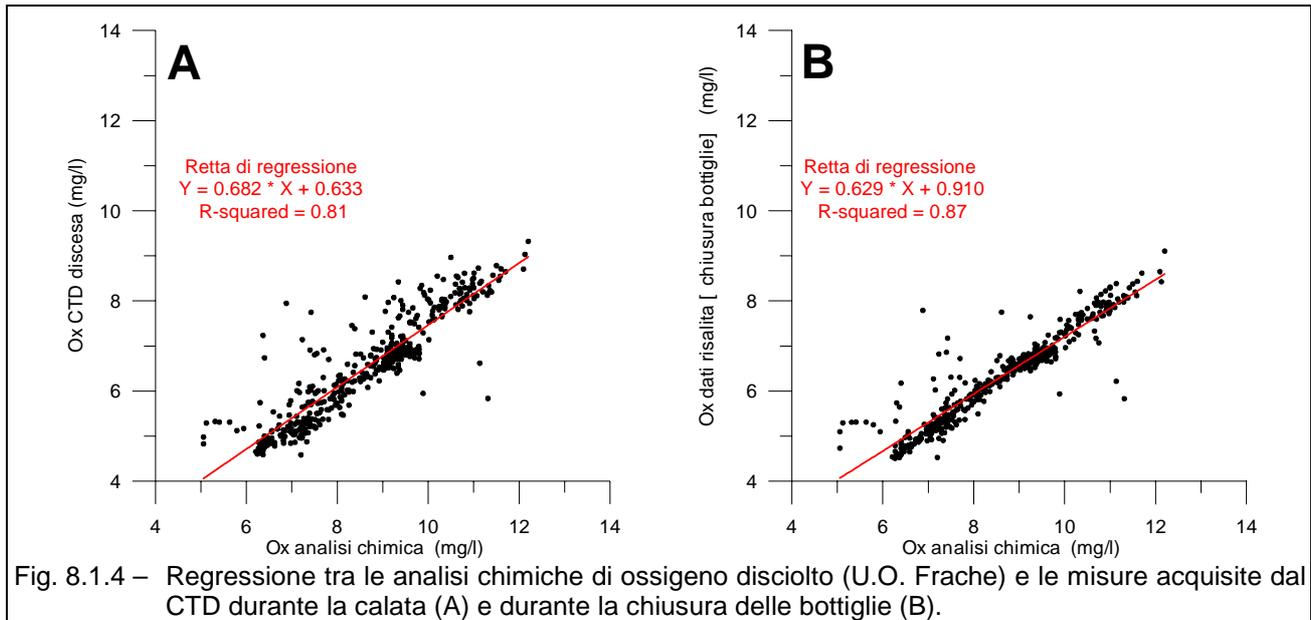 A
Ox CTD discesa (mg/l)
14
12
10
8
6
4
Retta di regressione
Y = 0.682 * X + 0.633
R-squared = 0.81
4 6 8 10 12 14
Ox analisi chimica (mg/l)
B
Ox dati risalita [ chiusura bottiglie] (mg/l)
14
12
10
8
6
4
Retta di regressione
Y = 0.629 * X + 0.910
R-squared = 0.87
4 6 8 10 12 14
Ox analisi chimica (mg/l)
Fig. 8.1.4 – Regressione tra le analisi chimiche di ossigeno disciolto (U.O. Frache) e le misure acquisite dal
CTD durante la calata (A) e durante la chiusura delle bottiglie (B).